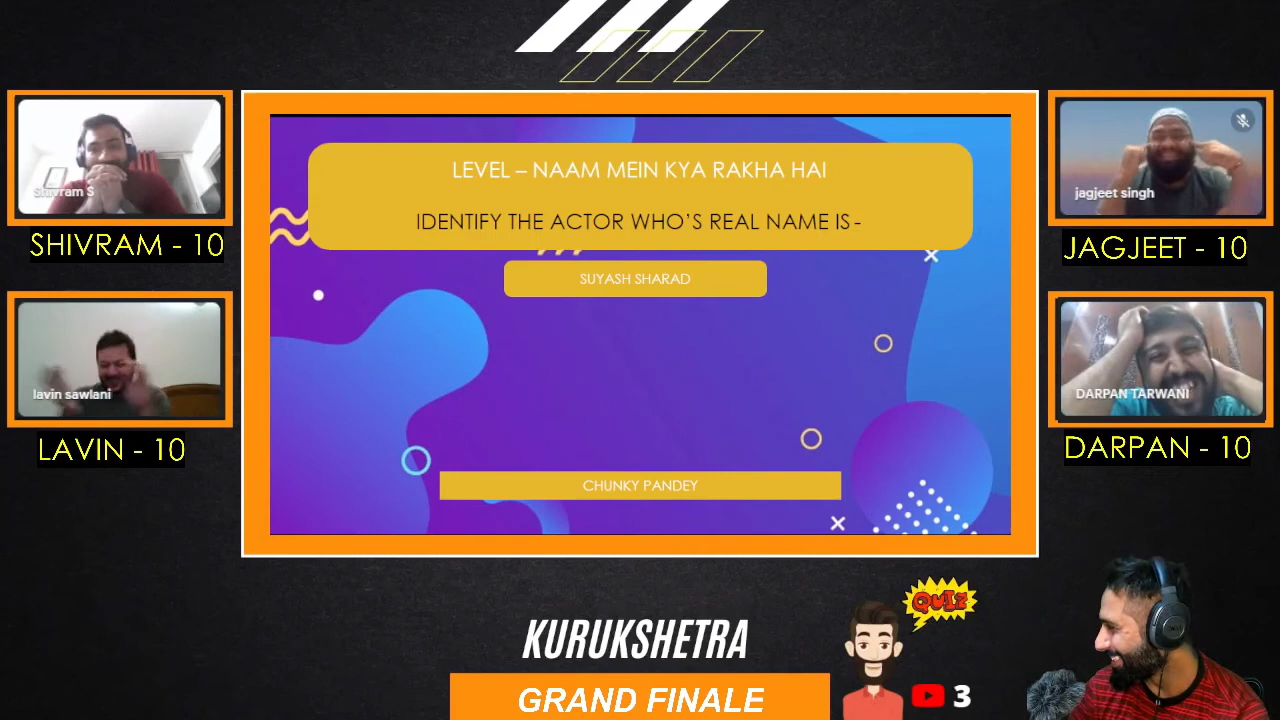 Shivram S
SHIVRAM - 10
lavin sawlani
LAVIN - 10
LEVEL – NAAM MEIN KYA RAKHA HAI
IDENTIFY THE ACTOR WHO'S REAL NAME IS -
SUYASH SHARAD
CHUNKY PANDEY
jagjeet singh
JAGJEET - 10
DARPAN TARWANI
DARPAN - 10
KURUKSHETRA
GRAND FINALE
QUIZ
3